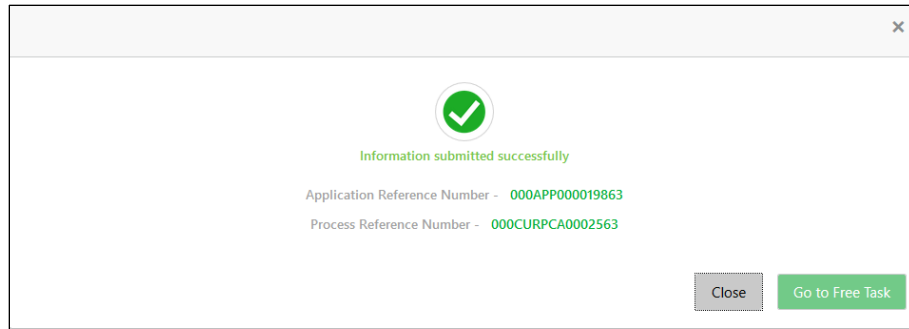 ×
Information submitted successfully
Application Reference Number - 000APP000019863
Process Reference Number - 000CURPCA0002563
Close Go to Free Task